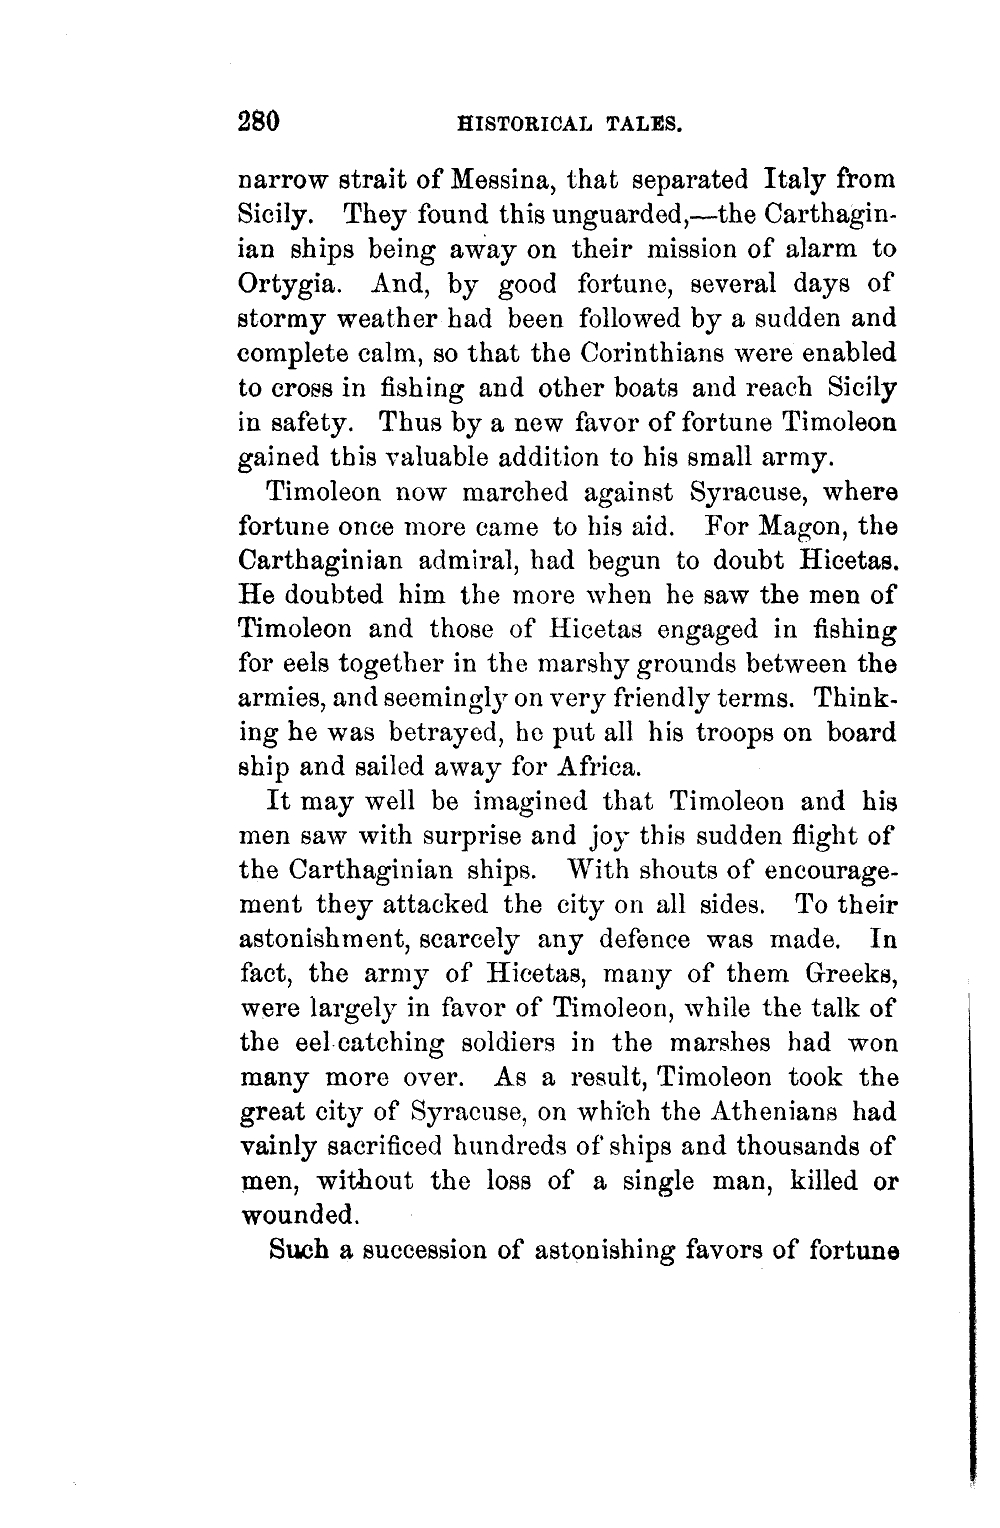 280 HISTORICAL TALES.
narrow strait of Messina, that separated Italy from
Sicily. They found this unguarded,—the Carthagin-
ian ships being away on their mission of alarm to
Ortygia. And, by good fortune, several days of
stormy weather had been followed by a sudden and
complete calm, so that the Corinthians were enabled
to cross in fishing and other boats and reach Sicily
in safety. Thus by a new favor of fortune Timoleon
gained this valuable addition to his small army.
Timoleon now marched against Syracuse, where
fortune once more came to his aid. For Magon, the
Carthaginian admiral, had begun to doubt Hicetas.
He doubted him the more when he saw the men of
Timoleon and those of Hicetas engaged in fishing
for eels together in the marshy grounds between the
armies, and seemingly on very friendly terms. Think-
ing he was betrayed, he put all his troops on board
ship and sailed away for Africa.
It may well be imagined that Timoleon and his
men saw with surprise and joy this sudden flight of
the Carthaginian ships. With shouts of encourage-
ment they attacked the city on all sides. To their
astonishment, scarcely any defence was made. In
fact, the army of Hicetas, many of them Greeks,
were largely in favor of Timoleon, while the talk of
the eel-catching soldiers in the marshes had won
many more over. As a result, Timoleon took the
great city of Syracuse, on which the Athenians had
vainly sacrificed hundreds of ships and thousands of
men, without the loss of a single man, killed or
wounded.
Such a succession of astonishing favors of fortune